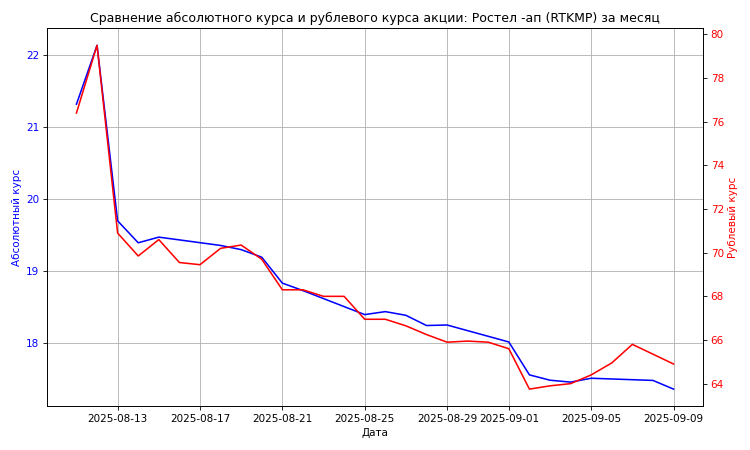 Сравнение абсолютного курса и рублевого курса акции: Ростел -ап (RTKMP) за месяц
22
21
20
19
18
Абсолютный курс
80
78
76
74
72
70
68
66
64
Рублевый курс
2025-08-13 2025-08-17 2025-08-21 2025-08-25 2025-08-29 2025-09-01 2025-09-05 2025-09-09
Дата